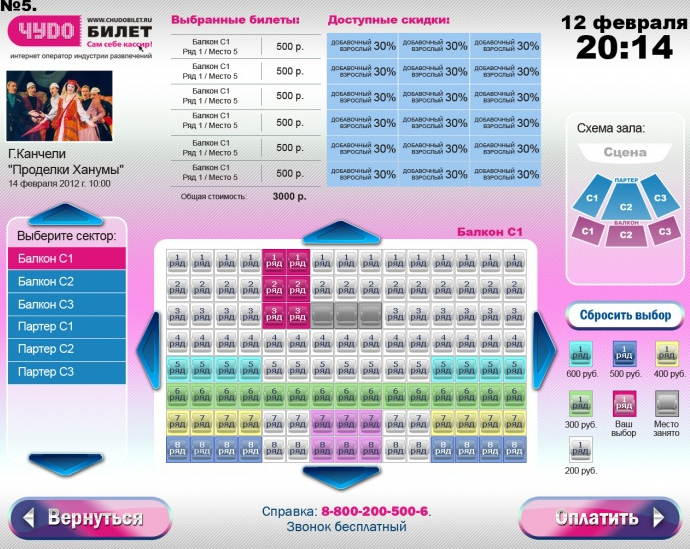 №5.
ЧУДО
WWW.CHUDOBILET.RU
БИЛЕТ
Сам себе кассир!
интернет оператор индустрии развлечений
Г.Канчели
"Проделки Ханумы"
14 февраля 2012 г. 10:00
Выбранные билеты:
Балкон С1
Ряд 1 / Место 5
500 р.
Балкон С1
Ряд 1 / Место 5
500 р.
Балкон С1
Ряд 1 / Место 5
500 р.
Балкон С1
Ряд 1 / Место 5
500 р.
Балкон С1
Ряд 1 / Место 5
500 р.
Балкон С1
Ряд 1 / Место 5
500 р.
Общая стоимость: 3000 р.
Доступные скидки:
ДОБАВОЧНЫЙ ВЗРОСЛЫЙ 30% ДОБАВОЧНЫЙ ВЗРОСЛЫЙ 30% ДОБАВОЧНЫЙ ВЗРОСЛЫЙ 30%
ДОБАВОЧНЫЙ ВЗРОСЛЫЙ 30% ДОБАВОЧНЫЙ ВЗРОСЛЫЙ 30% ДОБАВОЧНЫЙ ВЗРОСЛЫЙ 30%
ДОБАВОЧНЫЙ ВЗРОСЛЫЙ 30% ДОБАВОЧНЫЙ ВЗРОСЛЫЙ 30% ДОБАВОЧНЫЙ ВЗРОСЛЫЙ 30%
ДОБАВОЧНЫЙ ВЗРОСЛЫЙ 30% ДОБАВОЧНЫЙ ВЗРОСЛЫЙ 30% ДОБАВОЧНЫЙ ВЗРОСЛЫЙ 30%
ДОБАВОЧНЫЙ ВЗРОСЛЫЙ 30% ДОБАВОЧНЫЙ ВЗРОСЛЫЙ 30% ДОБАВОЧНЫЙ ВЗРОСЛЫЙ 30%
ДОБАВОЧНЫЙ ВЗРОСЛЫЙ 30% ДОБАВОЧНЫЙ ВЗРОСЛЫЙ 30% ДОБАВОЧНЫЙ ВЗРОСЛЫЙ 30%
12 февраля
20:14
Схема зала:
Сцена
ПАРТЕР
С1 С2 С3
БАЛКОН
С1 С2 С3
Выберите сектор:
Балкон С1
Балкон С2
Балкон С3
Партер С1
Партер С2
Партер С3
Балкон С1
1 1 1 1 1 1 1 1 1 1 1 1 1 1 1
ряд ряд ряд ряд ряд ряд ряд ряд ряд ряд ряд ряд ряд ряд ряд
2 2 2 2 2 2 2 2 2 2 2 2 2 2 2
ряд ряд ряд ряд ряд ряд ряд ряд ряд ряд ряд ряд ряд ряд ряд
3 3 3 3 3 3 3 3 3 3 3 3
ряд ряд ряд ряд ряд ряд ряд ряд ряд ряд ряд ряд
4 4 4 4 4 4 4 4 4 4 4 4 4 4 4
ряд ряд ряд ряд ряд ряд ряд ряд ряд ряд ряд ряд ряд ряд ряд
5 5 5 5 5 5 5 5 5 5 5 5 5 5 5
ряд ряд ряд ряд ряд ряд ряд ряд ряд ряд ряд ряд ряд ряд ряд
6 6 6 6 6 6 6 6 6 6 6 6 6 6 6
ряд ряд ряд ряд ряд ряд ряд ряд ряд ряд ряд ряд ряд ряд ряд
7 7 7 7 7 7 7 7 7 7 7 7 7 7 7
ряд ряд ряд ряд ряд ряд ряд ряд ряд ряд ряд ряд ряд ряд ряд
8 8 8 8 8 8 8 8 8 8 8 8 8 8 8
ряд ряд ряд ряд ряд ряд ряд ряд ряд ряд ряд ряд ряд ряд ряд
Сбросить выбор
1 1 1
ряд ряд ряд
600 руб. 500 руб. 400 руб.
1 1
ряд ряд
300 руб. Ваш выбор Место занято
1
ряд
200 руб.
Вернуться
Справка: 8-800-200-500-6.
Звонок бесплатный
Оплатить